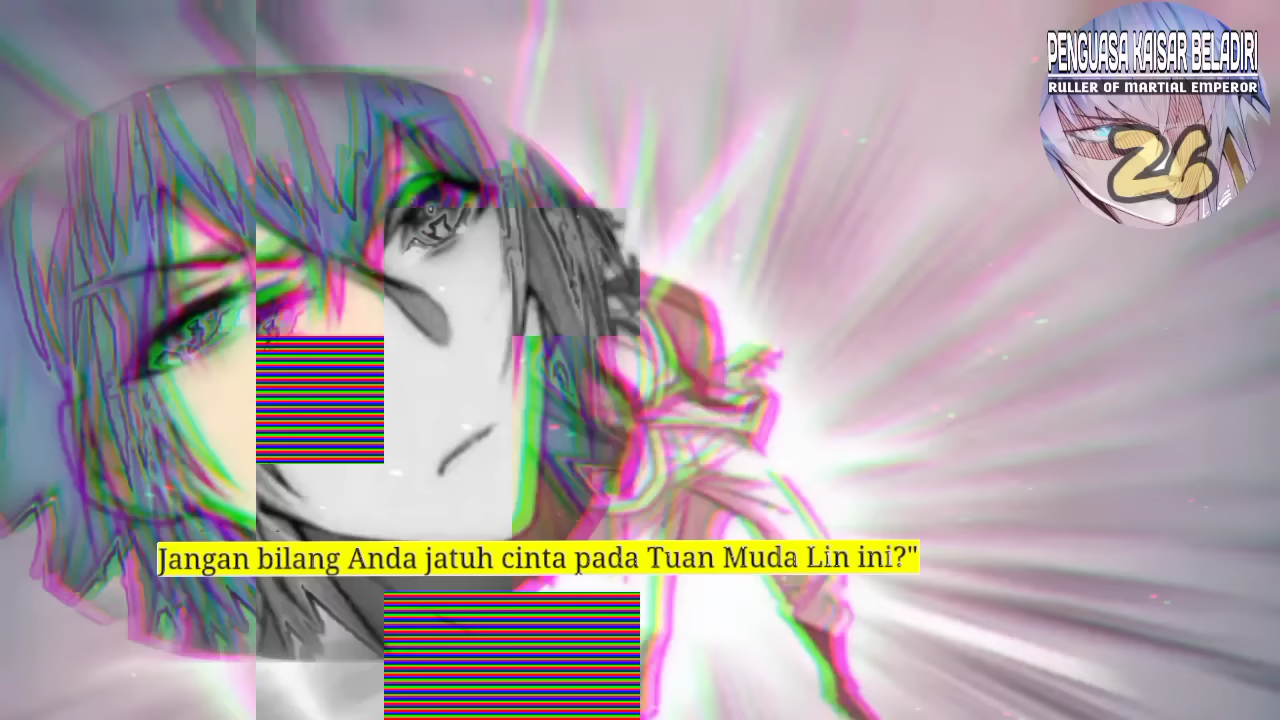 PENGUASA KAISAR BELADIRI
RULLER OF MARTIAL EMPEROR
26
Jangan bilang Anda jatuh cinta pada Tuan Muda Lin ini?"